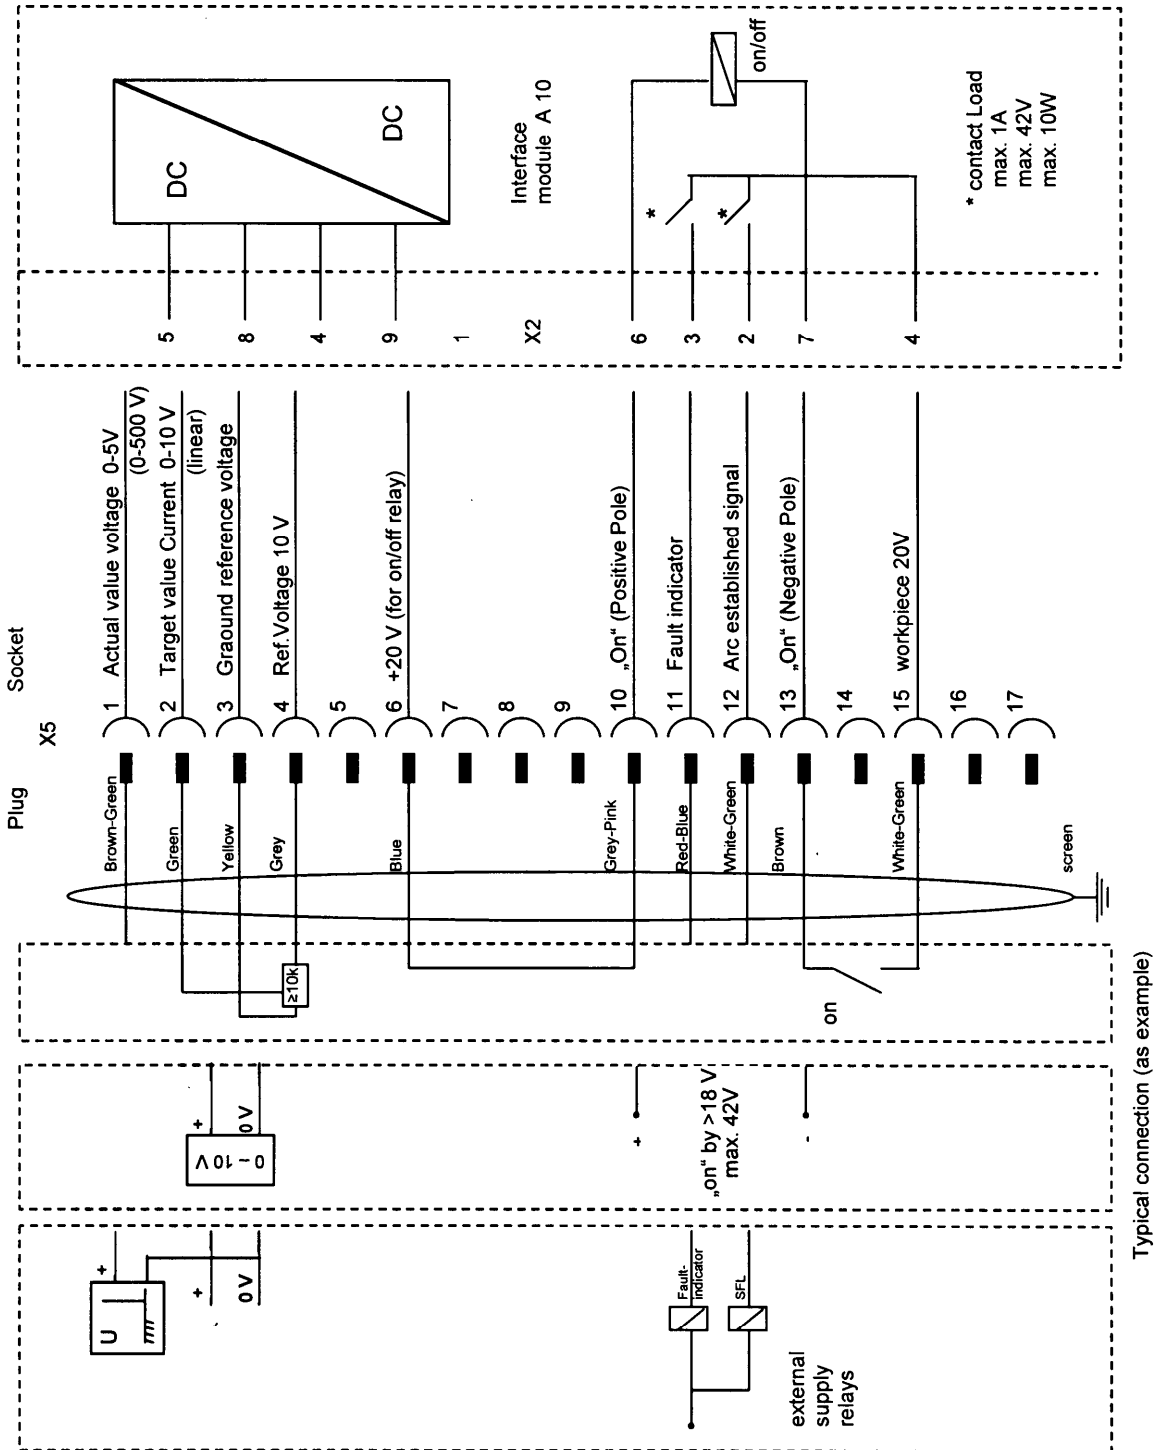 Plug
Socket
X5
Brown-Green
1
Actual value voltage 0-5V
(0-500 V)
Green
2
Target value Current 0-10 V
(linear)
Yellow
3
Graound reference voltage
Grey
4
Ref.Voltage 10 V
5
Blue
6
+20 V (for on/off relay)
7
8
9
Grey-Pink
10
„On“ (Positive Pole)
Red-Blue
11
Fault indicator
White-Green
12
Arc established signal
Brown
13
„On“ (Negative Pole)
14
White-Green
15
workpiece 20V
16
17
screen
DC
DC
Interface
module A 10
on/off
*
*
* contact Load
max. 1A
max. 42V
max. 10W
5
8
4
9
1
X2
6
3
2
7
4
≥10k
on
0 – 10 V
+
0 V
+
„on“ by >18 V
max. 42V
-
U
+
+
0 V
Fault-
indicator
SFL
external
supply
relays
Typical connection (as example)